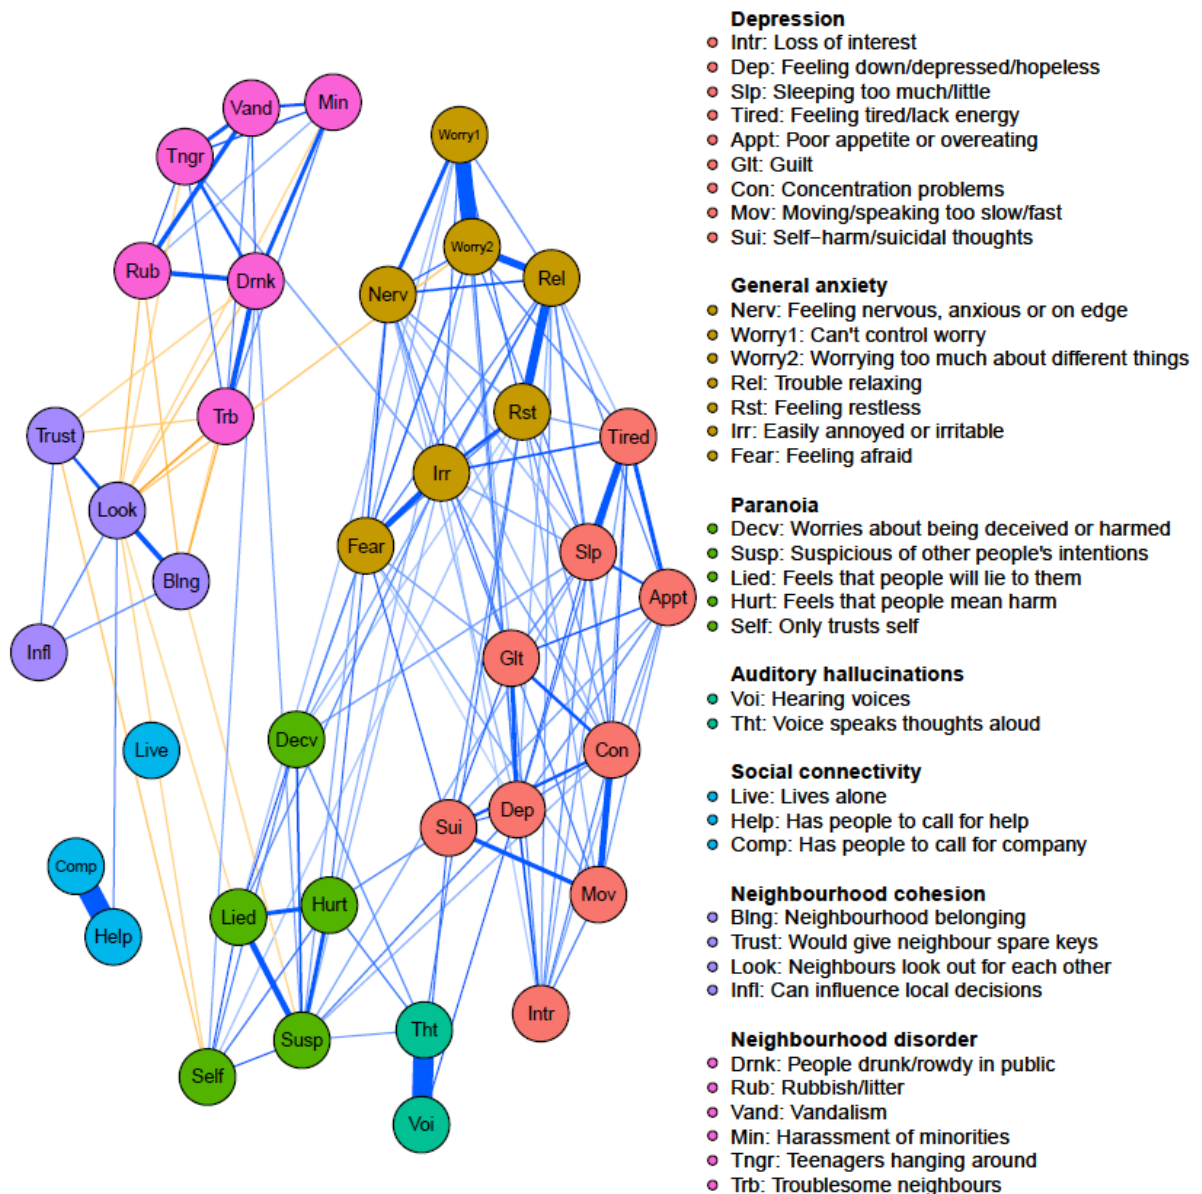 Vand
Min
Worry1
Tngr
Worry2
Rub
Drnk
Nerv
Rel
Trb
Rst
Trust
Tired
Irr
Look
Fear
Slp
Blng
Appt
Infl
Glt
Live
Decv
Con
Dep
Sui
Comp
Mov
Lied
Hurt
Help
Intr
Tht
Susp
Self
Voi
Depression
Intr: Loss of interest
Dep: Feeling down/depressed/hopeless
Slp: Sleeping too much/little
Tired: Feeling tired/lack energy
Appt: Poor appetite or overeating
Glt: Guilt
Con: Concentration problems
Mov: Moving/speaking too slow/fast
Sui: Self−harm/suicidal thoughts
General anxiety
Nerv: Feeling nervous, anxious or on edge
Worry1: Can't control worry
Worry2: Worrying too much about different things
Rel: Trouble relaxing
Rst: Feeling restless
Irr: Easily annoyed or irritable
Fear: Feeling afraid
Paranoia
Decv: Worries about being deceived or harmed
Susp: Suspicious of other people's intentions
Lied: Feels that people will lie to them
Hurt: Feels that people mean harm
Self: Only trusts self
Auditory hallucinations
Voi: Hearing voices
Tht: Voice speaks thoughts aloud
Social connectivity
Live: Lives alone
Help: Has people to call for help
Comp: Has people to call for company
Neighbourhood cohesion
Blng: Neighbourhood belonging
Trust: Would give neighbour spare keys
Look: Neighbours look out for each other
Infl: Can influence local decisions
Neighbourhood disorder
Drnk: People drunk/rowdy in public
Rub: Rubbish/litter
Vand: Vandalism
Min: Harassment of minorities
Tngr: Teenagers hanging around
Trb: Troublesome neighbours